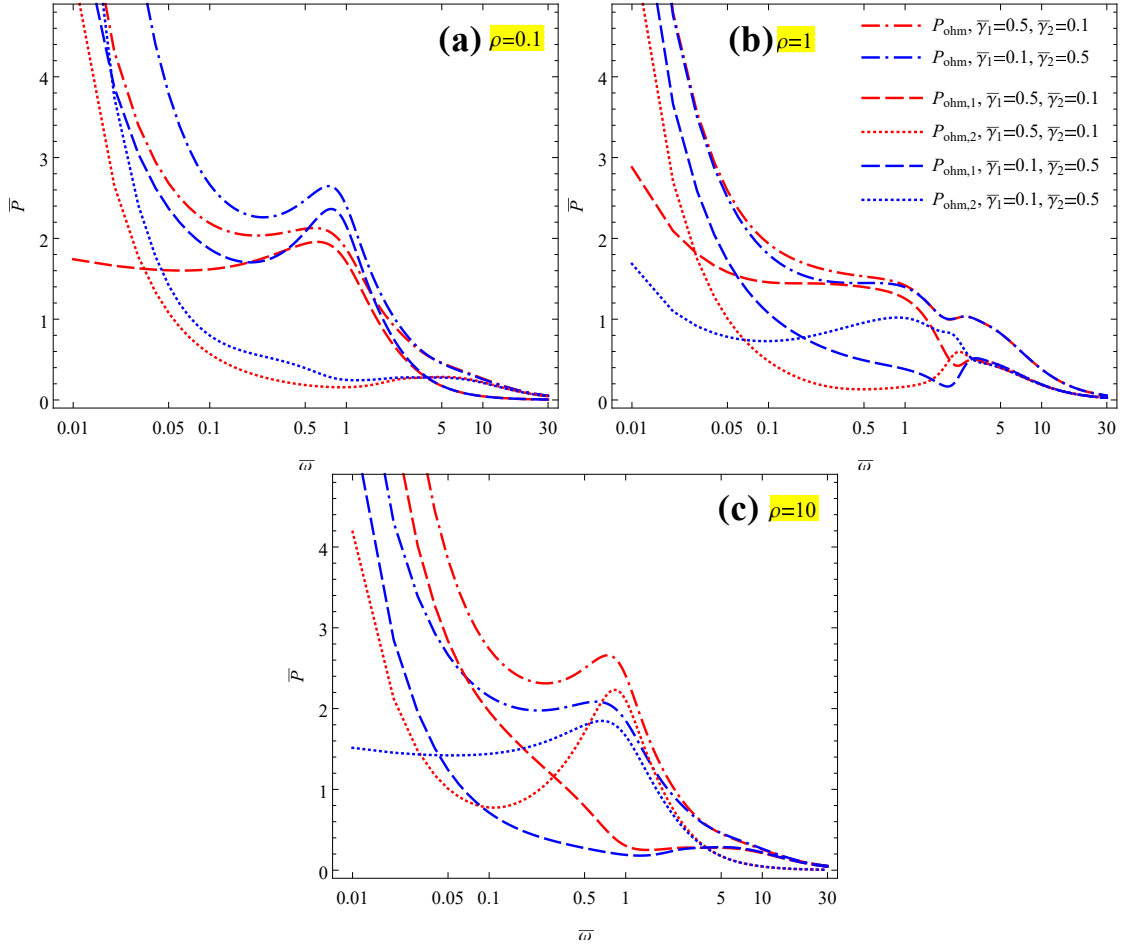 (a) ρ=0.1
4
3
2
1
0
P̅
0.01 0.05 0.1 0.5 1 5 10 30
ω̅
(b) ρ=1
P_ohm, γ̅_1=0.5, γ̅_2=0.1
P_ohm, γ̅_1=0.1, γ̅_2=0.5
P_ohm,1, γ̅_1=0.5, γ̅_2=0.1
P_ohm,2, γ̅_1=0.5, γ̅_2=0.1
P_ohm,1, γ̅_1=0.1, γ̅_2=0.5
P_ohm,2, γ̅_1=0.1, γ̅_2=0.5
4
3
2
1
0
P̅
0.01 0.05 0.1 0.5 1 5 10 30
ω̅
(c) ρ=10
4
3
2
1
0
P̅
0.01 0.05 0.1 0.5 1 5 10 30
ω̅